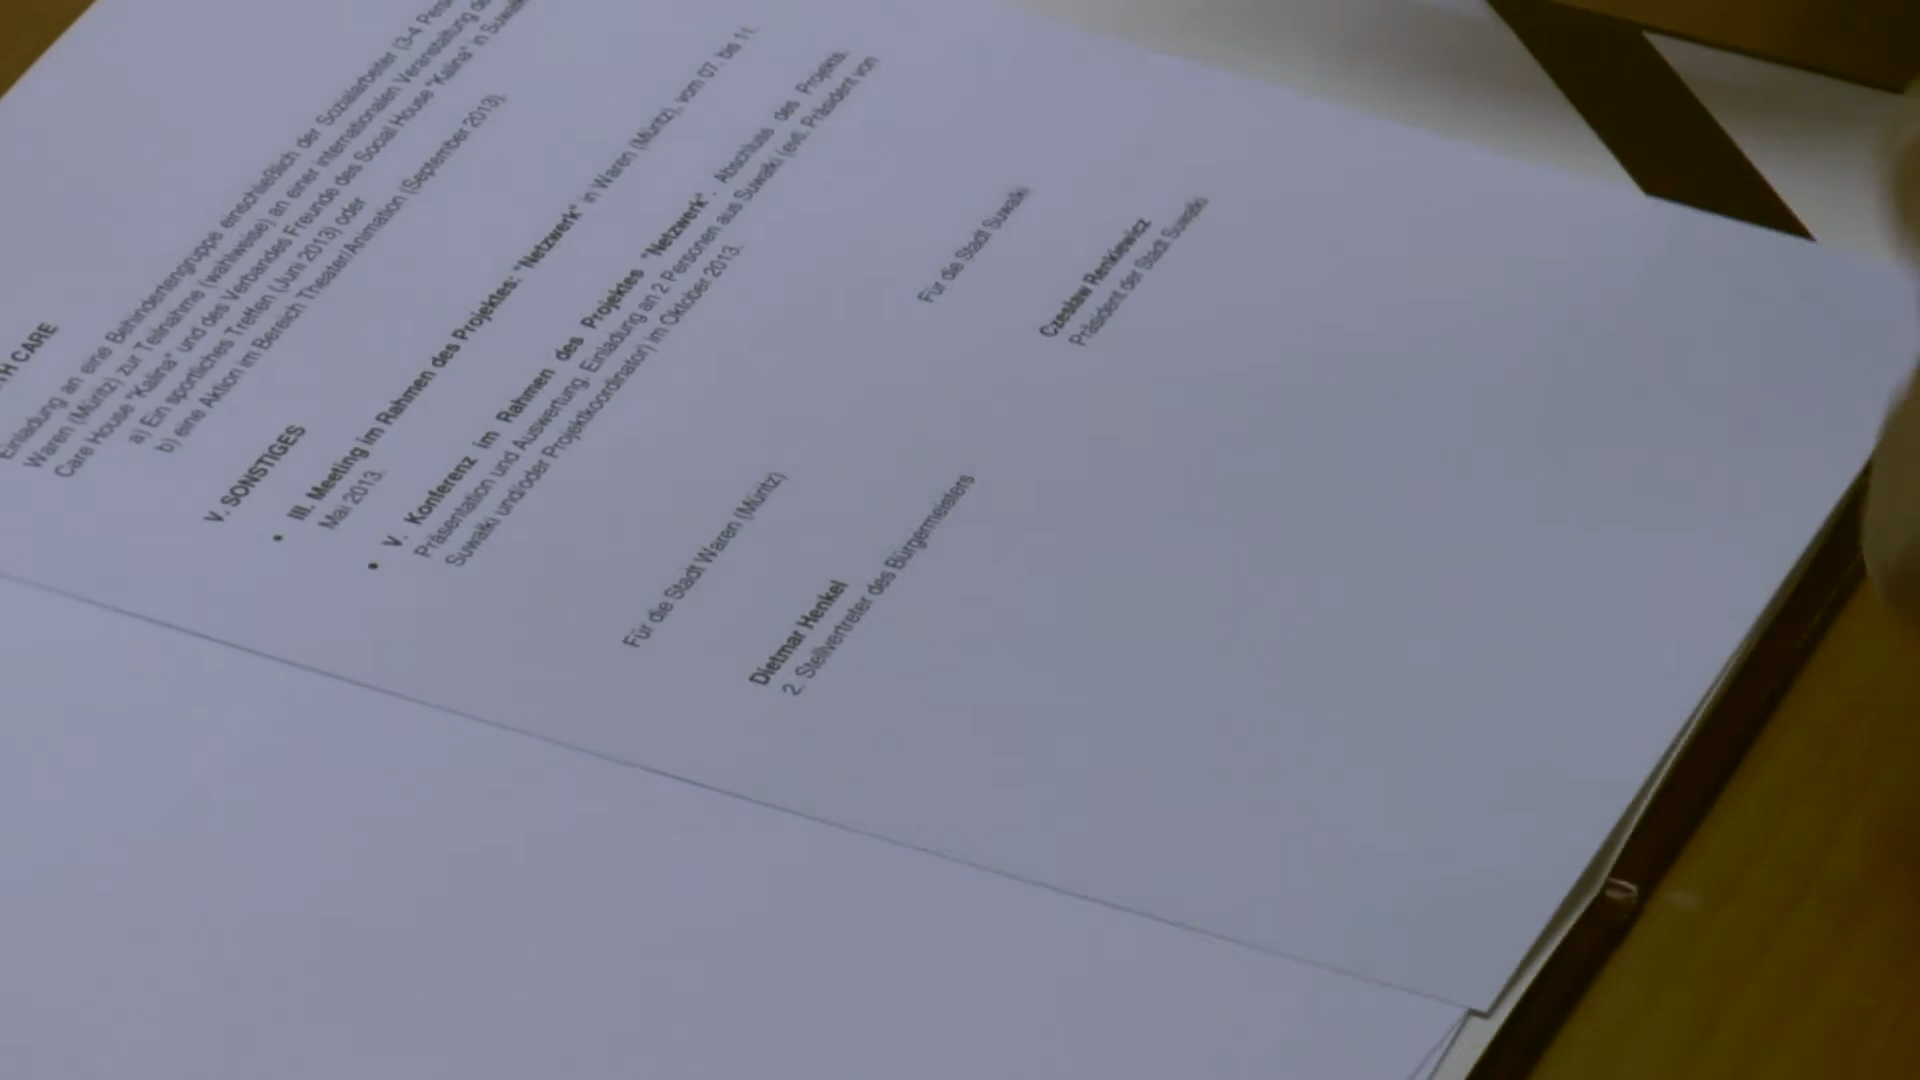 TH CARE
Einladung an eine Behindertengruppe einschließlich der Sozialarbeiter (3-4 Pers
Waren (Müritz) zur Teilnahme (wahlweise) an einer internationalen Veranstaltung de
Care House "Kalina" und des Verbandes Freunde des Social House "Kalina" in Suwałk
a) Ein sportliches Treffen (Juni 2013) oder
b) eine Aktion im Bereich Theater/Animation (September 2013).
V. SONSTIGES
• III. Meeting im Rahmen des Projektes: "Netzwerk" in Waren (Müritz), vom 07. bis 11.
Mai 2013.
• V. Konferenz im Rahmen des Projektes "Netzwerk". Abschluss des Projekts.
Präsentation und Auswertung. Einladung an 2 Personen aus Suwałki (evtl. Präsident von
Suwałki und/oder Projektkoordinator) im Oktober 2013.
Für die Stadt Waren (Müritz)
Für die Stadt Suwałki
Dietmar Henkel
2. Stellvertreter des Bürgermeisters
Czesław Renkiewicz
Präsident der Stadt Suwałki